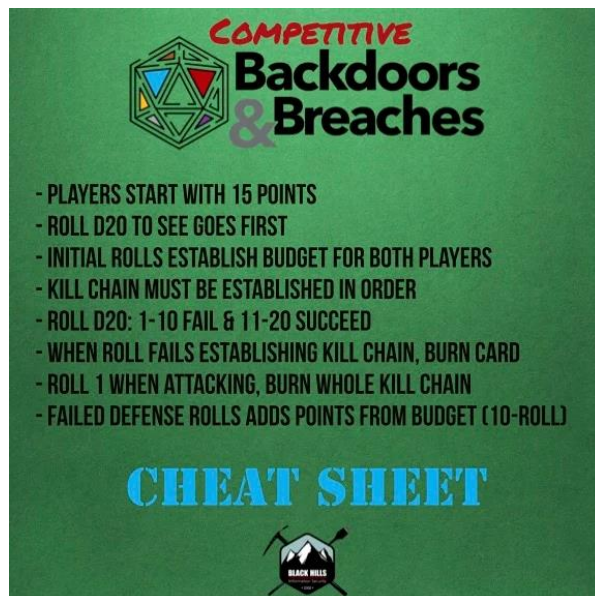 COMPETITIVE
Backdoors
& Breaches
- PLAYERS START WITH 15 POINTS
- ROLL D20 TO SEE GOES FIRST
- INITIAL ROLLS ESTABLISH BUDGET FOR BOTH PLAYERS
- KILL CHAIN MUST BE ESTABLISHED IN ORDER
- ROLL D20: 1-10 FAIL & 11-20 SUCCEED
- WHEN ROLL FAILS ESTABLISHING KILL CHAIN, BURN CARD
- ROLL 1 WHEN ATTACKING, BURN WHOLE KILL CHAIN
- FAILED DEFENSE ROLLS ADDS POINTS FROM BUDGET (10-ROLL)
CHEAT SHEET
BLACK HILLS
Information Security